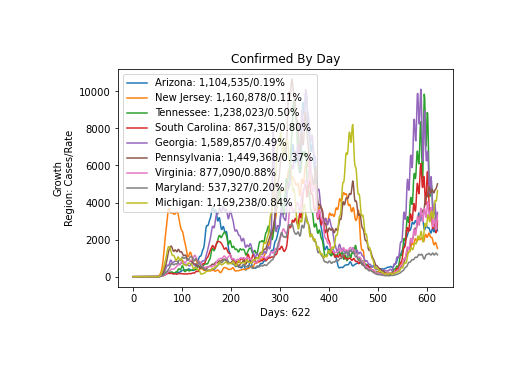 Confirmed By Day
10000
8000
6000
4000
2000
0
Growth
Region: Cases/Rate
Arizona: 1,104,535/0.19%
New Jersey: 1,160,878/0.11%
Tennessee: 1,238,023/0.50%
South Carolina: 867,315/0.80%
Georgia: 1,589,857/0.49%
Pennsylvania: 1,449,368/0.37%
Virginia: 877,090/0.88%
Maryland: 537,327/0.20%
Michigan: 1,169,238/0.84%
0 100 200 300 400 500 600
Days: 622